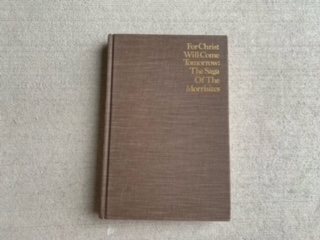 For Christ
Will Come
Tomorrow:
The Saga
Of The
Morrisites